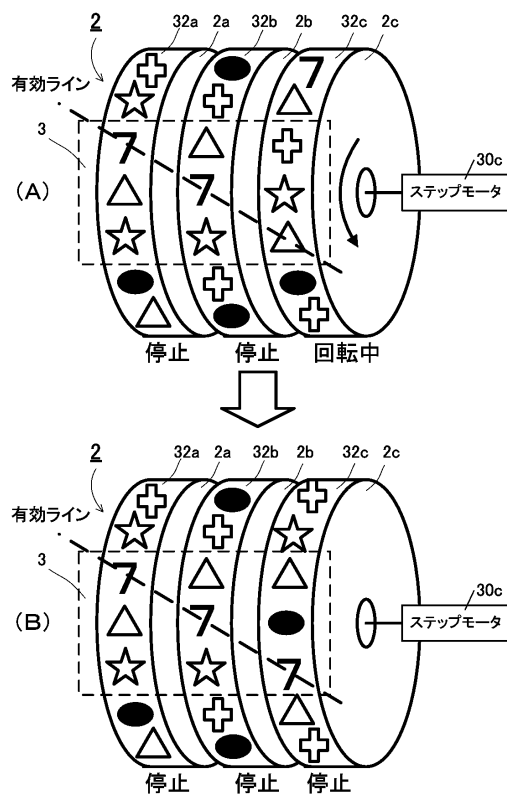 32a 2a 32b 2b 32c 2c
2
有効ライン
3
7
7
7
30c
(A)
ステップモータ
停止 停止 回転中
32a 2a 32b 2b 32c 2c
2
有効ライン
3
7
30c
(B)
7
ステップモータ
7
停止 停止 停止